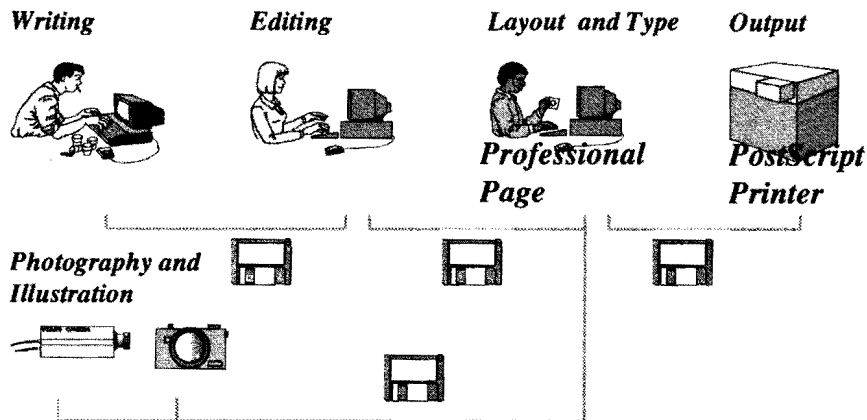 Writing
Editing
Layout and Type
Output
Professional
Page
PostScript
Printer
Photography and
Illustration